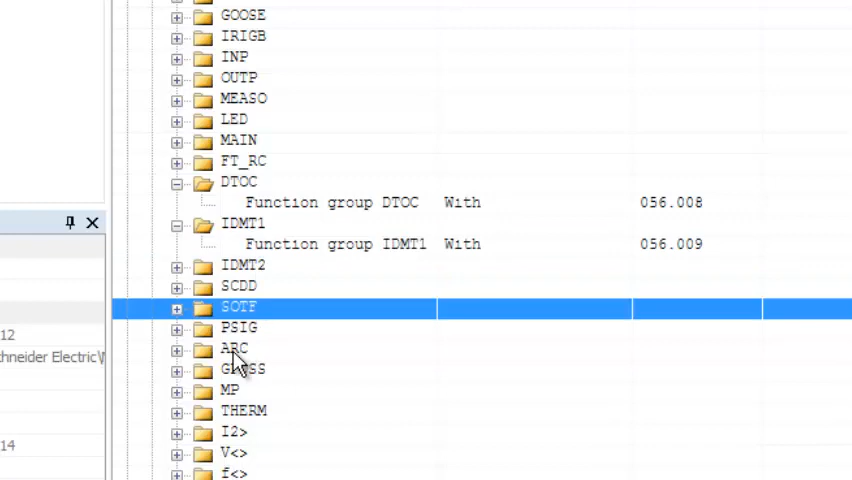 GOOSE
IRIGB
INP
OUTP
MEASO
LED
MAIN
FT_RC
DTOC
Function group DTOC With 056.008
IDMT1
Function group IDMT1 With 056.009
IDMT2
SCDD
SOTF
PSIG
12
ARC
hneider Electric\
MP
THERM
I2>
14
V<>
f<>